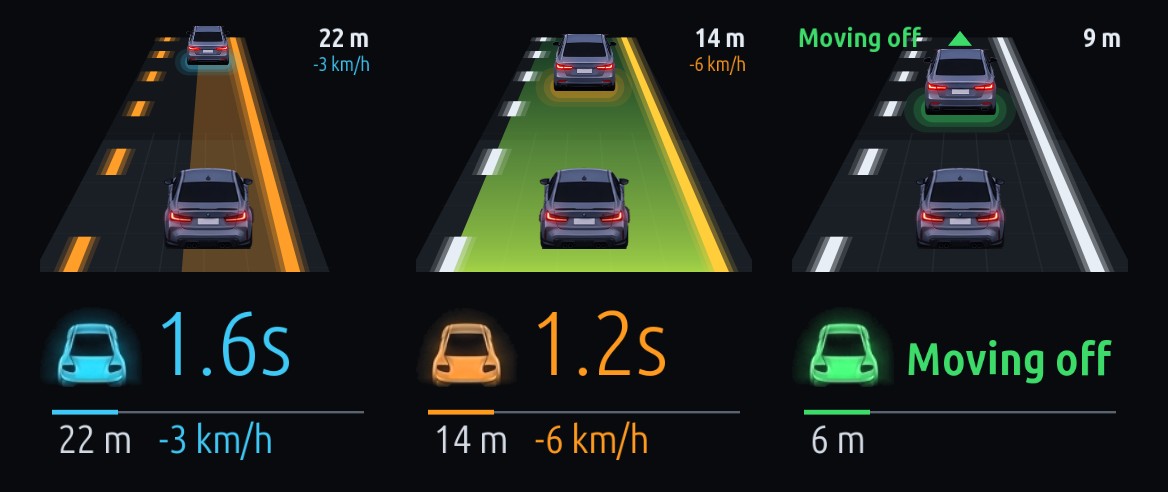 22 m
-3 km/h
14 m
-6 km/h
Moving off
9 m
1.6s
1.2s
Moving off
22 m -3 km/h
14 m -6 km/h
6 m